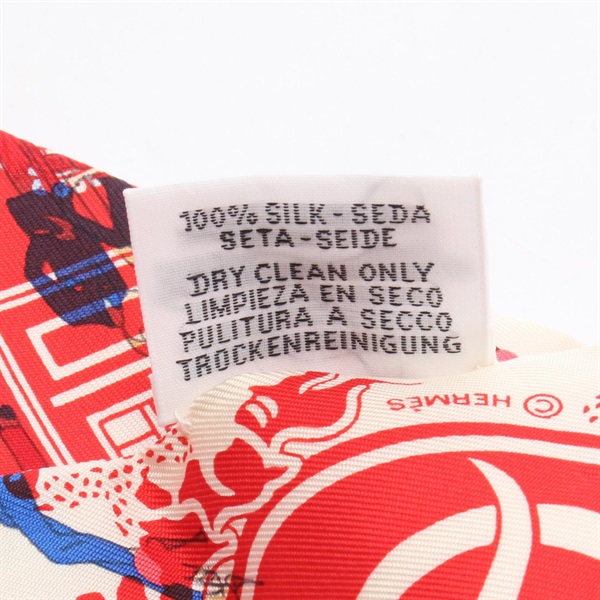 100% SILK - SEDA
SETA-SEIDE
DRY CLEAN ONLY
LIMPIEZA EN SECO
PULITURA A SECCO
TROCKENREINIGUNG
© HERMÈS